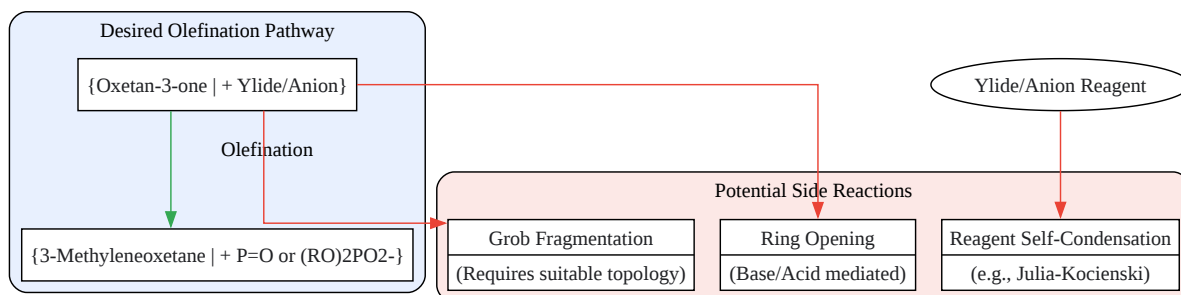 Desired Olefination Pathway
{Oxetan-3-one | + Ylide/Anion}
Ylide/Anion Reagent
Olefination
Potential Side Reactions
{3-Methyleneoxetane | + P=O or (RO)2PO2-}
Grob Fragmentation
(Requires suitable topology)
Ring Opening
(Base/Acid mediated)
Reagent Self-Condensation
(e.g., Julia-Kocienski)